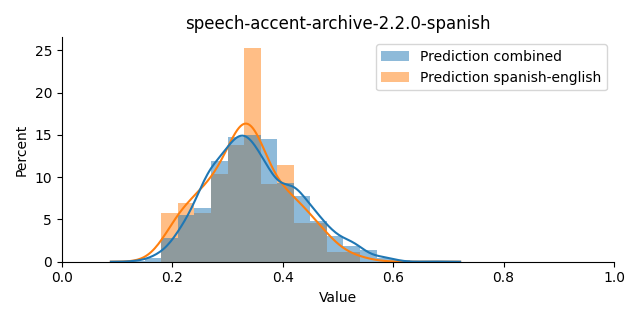 speech-accent-archive-2.2.0-spanish
Prediction combined
Prediction spanish-english
Percent
25
20
15
10
5
0
0.0 0.2 0.4 0.6 0.8 1.0
Value